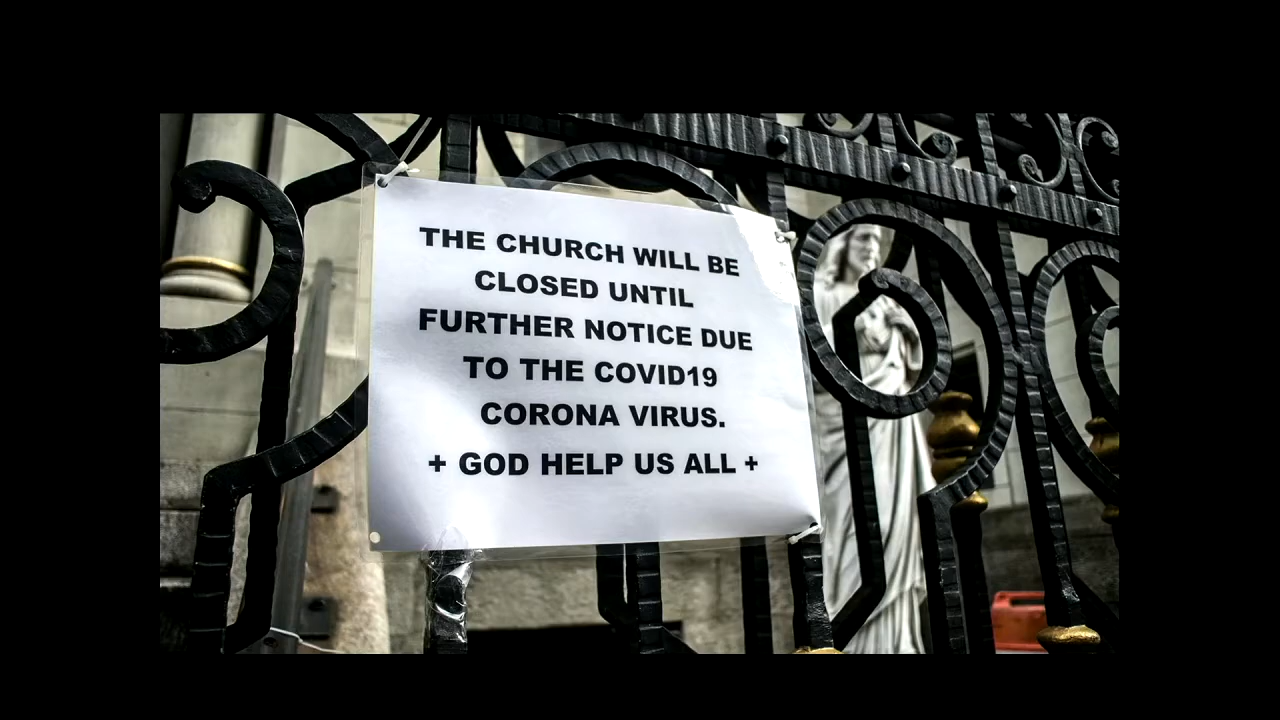 THE CHURCH WILL BE
CLOSED UNTIL
FURTHER NOTICE DUE
TO THE COVID19
CORONA VIRUS.
+ GOD HELP US ALL +